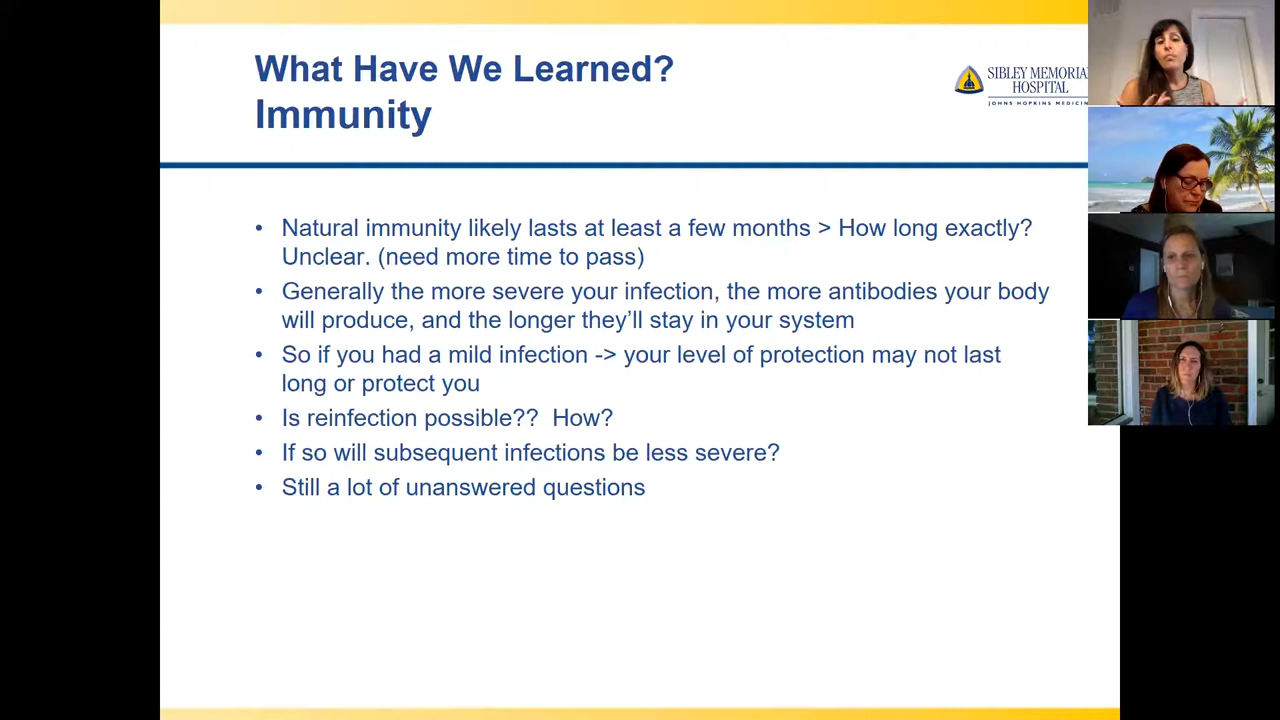 What Have We Learned?
Immunity
SIBLEY MEMORIA
HOSPITAL
JOHNS HOPKINS MEDICIN
• Natural immunity likely lasts at least a few months > How long exactly?
Unclear. (need more time to pass)
• Generally the more severe your infection, the more antibodies your body
will produce, and the longer they’ll stay in your system
• So if you had a mild infection -> your level of protection may not last
long or protect you
• Is reinfection possible?? How?
• If so will subsequent infections be less severe?
• Still a lot of unanswered questions